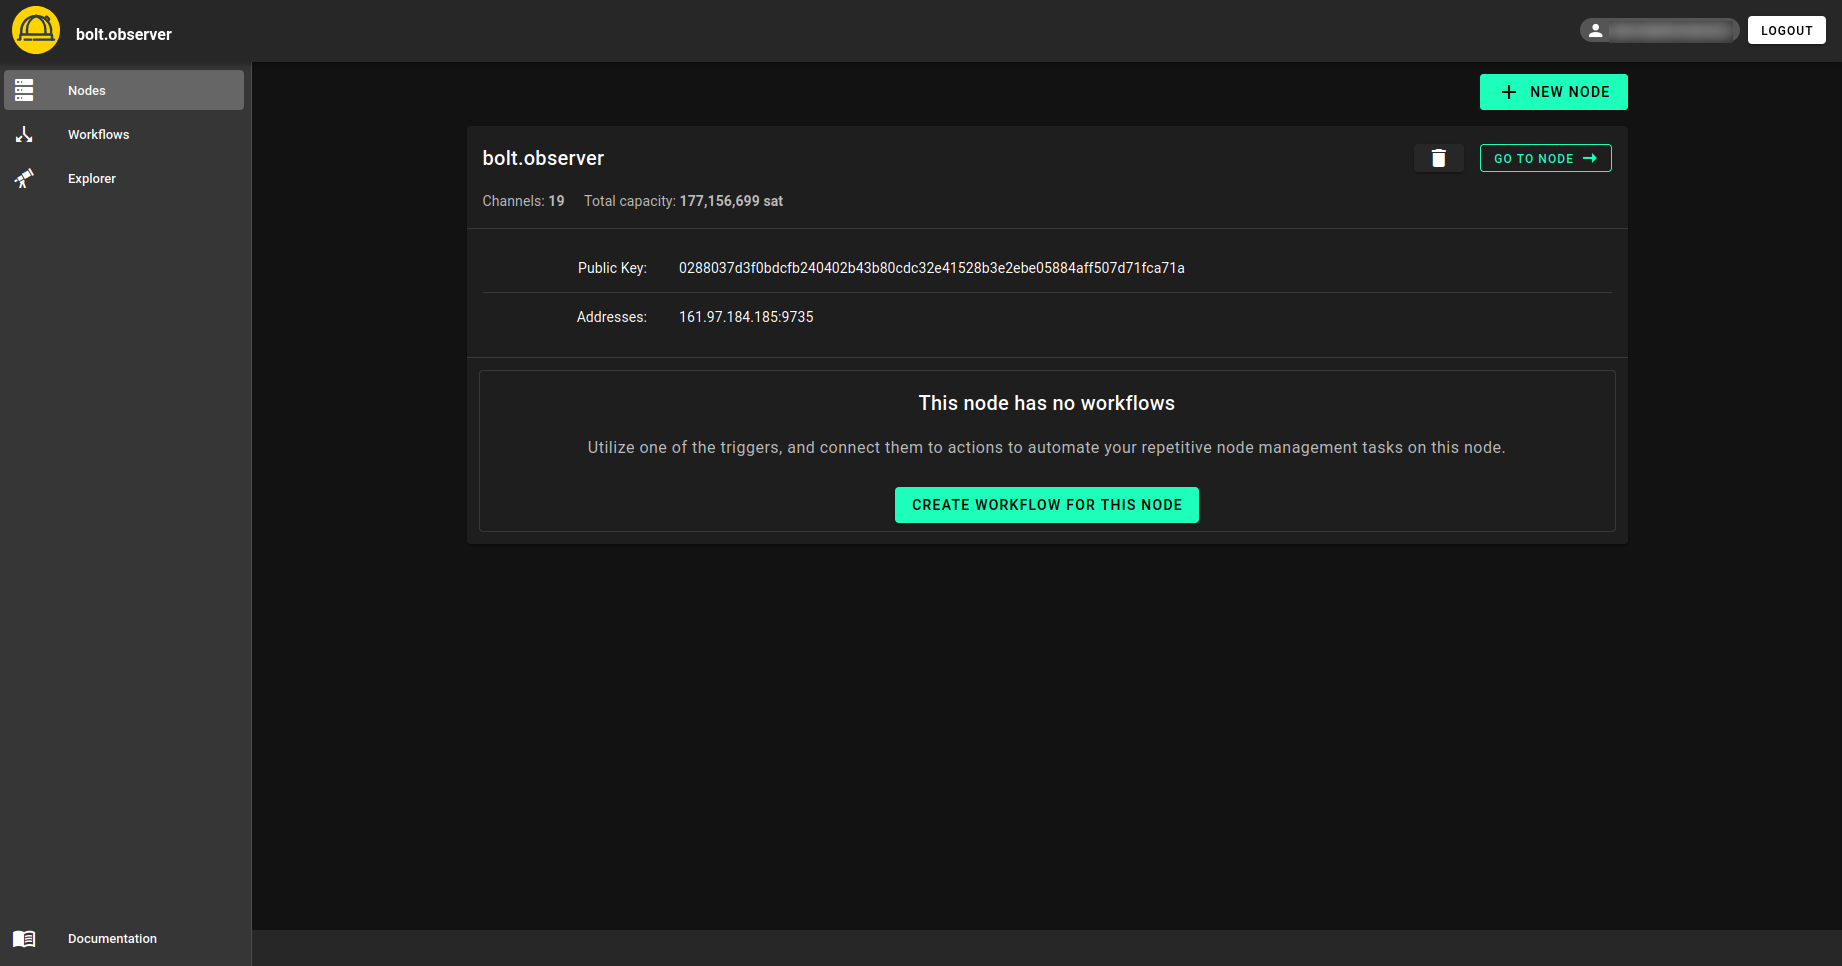 bolt.observer
LOGOUT
Nodes
Workflows
Explorer
NEW NODE
bolt.observer
GO TO NODE
Channels: 19 Total capacity: 177,156,699 sat
Public Key: 0288037d3f0bdcfb240402b43b80cdc32e41528b3e2ebe05884aff507d71fca71a
Addresses: 161.97.184.185:9735
This node has no workflows
Utilize one of the triggers, and connect them to actions to automate your repetitive node management tasks on this node.
CREATE WORKFLOW FOR THIS NODE
Documentation